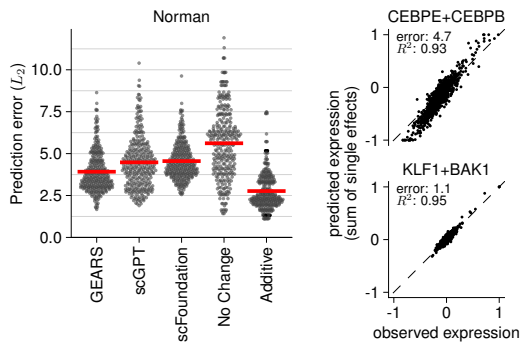 Norman
Prediction error (L2)
10.0
7.5
5.0
2.5
0.0
GEARS
scGPT
scFoundation
No Change
Additive
CEBPE+CEBPB
error: 4.7
R²: 0.93
1
0
-1
KLF1+BAK1
error: 1.1
R²: 0.95
1
0
-1
-1
0
1
predicted expression
(sum of single effects)
observed expression